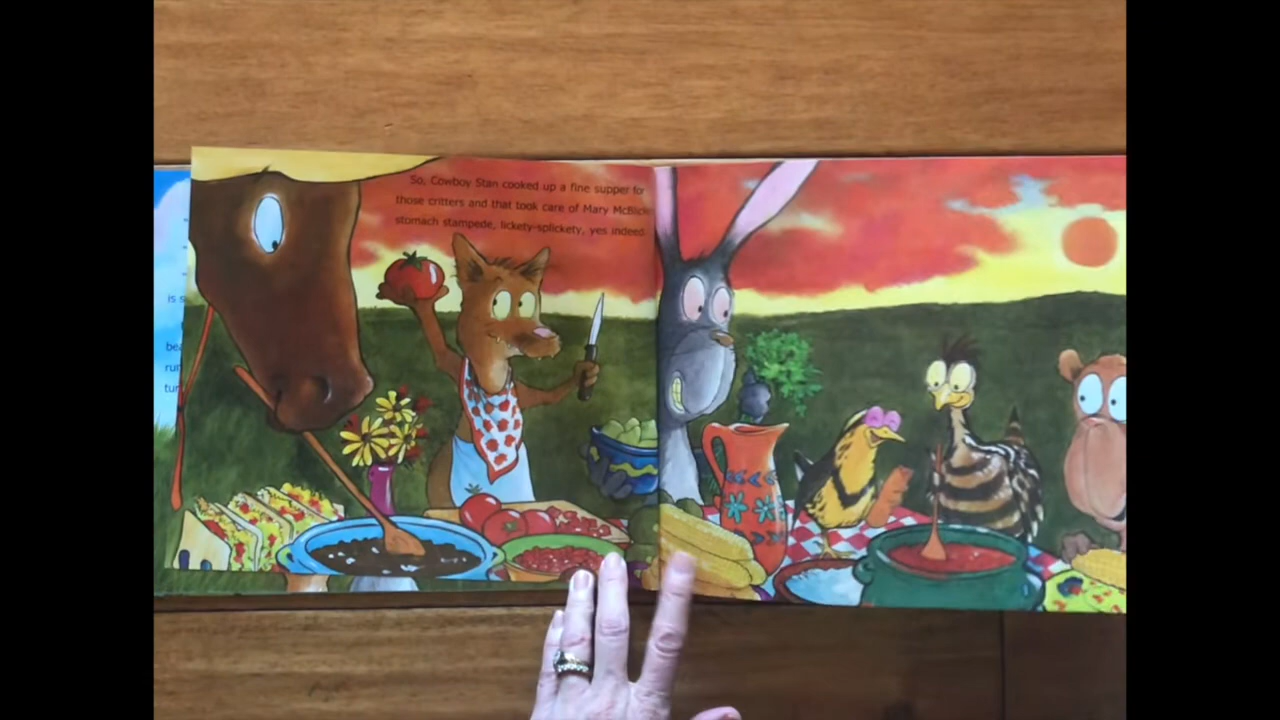 So, Cowboy Stan cooked up a fine supper for
those critters and that took care of Mary
stomach stampede, lickety-splickety, yes indeed.
is